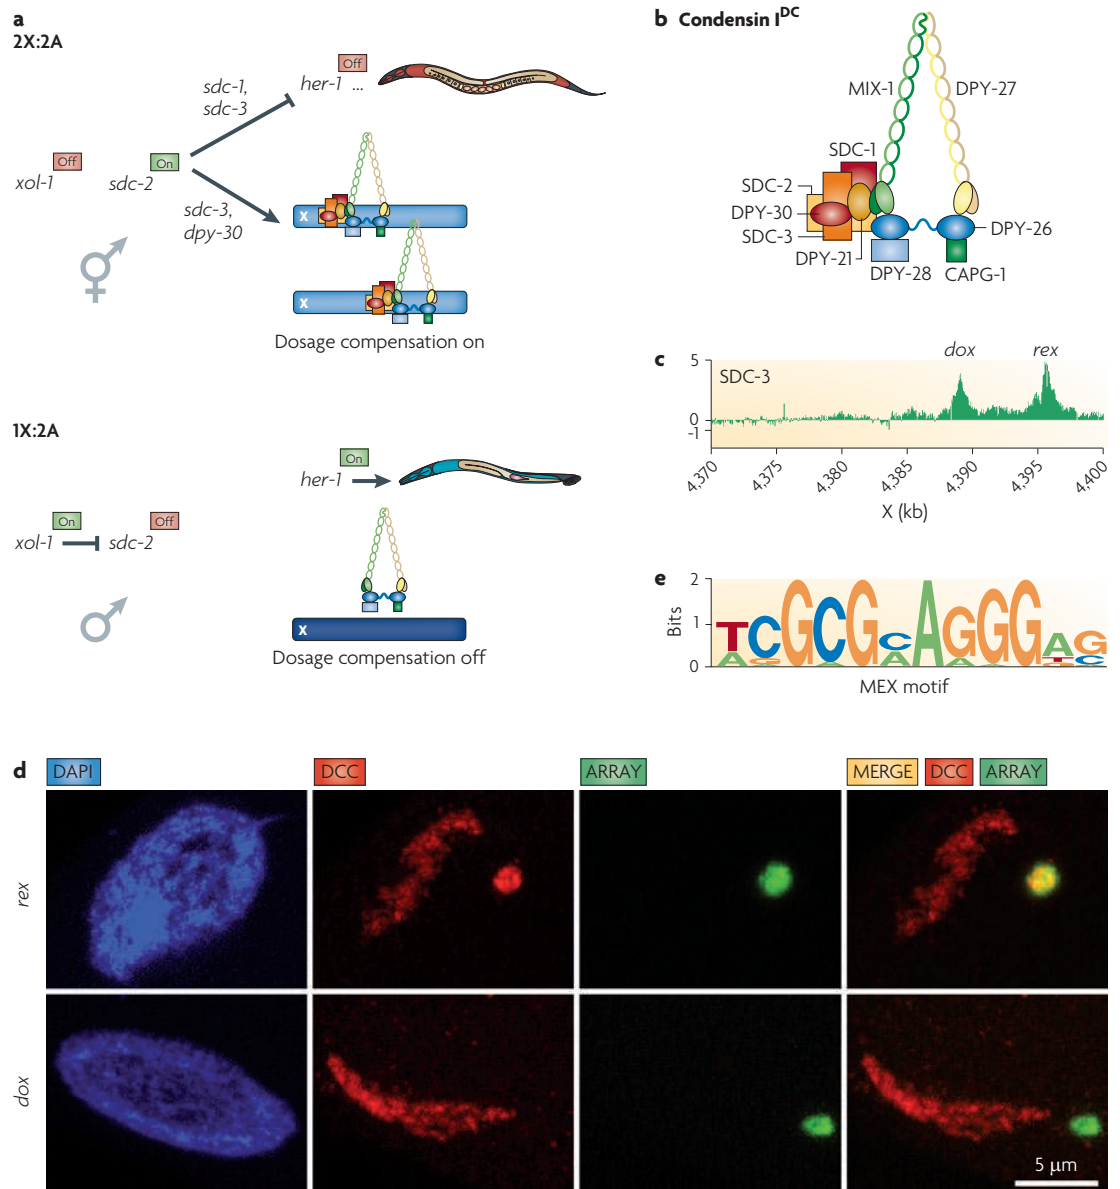 a
2X:2A
Off
her-1 ...
sdc-1,
sdc-3
Off
xol-1
On
sdc-2
sdc-3,
dpy-30
X
X
Dosage compensation on
1X:2A
On
her-1
On
xol-1
Off
sdc-2
X
Dosage compensation off
b Condensin I^DC
MIX-1
DPY-27
SDC-1
SDC-2
DPY-30
SDC-3
DPY-21
DPY-28
CAPG-1
DPY-26
c
dox
rex
5
SDC-3
0
-1
4,370
4,375
4,380
4,385
4,390
4,395
4,400
X (kb)
e
2
1
0
Bits
TCGCGCAGGGAG
ACG A A A TC
MEX motif
d
DAPI
DCC
ARRAY
MERGE
DCC
ARRAY
rex
dox
5 µm